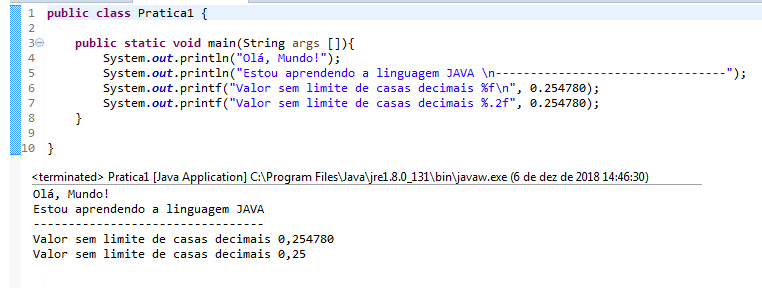 1 public class Pratica1 {
2
3 public static void main(String args []){
4 System.out.println("Olá, Mundo!");
5 System.out.println("Estou aprendendo a linguagem JAVA \n--------------------------------");
6 System.out.printf("Valor sem limite de casas decimais %f\n", 0.254780);
7 System.out.printf("Valor sem limite de casas decimais %.2f", 0.254780);
8 }
9
10 }
<terminated> Pratica1 [Java Application] C:\Program Files\Java\jre1.8.0_131\bin\javaw.exe (6 de dez de 2018 14:46:30)
Olá, Mundo!
Estou aprendendo a linguagem JAVA
--------------------------------
Valor sem limite de casas decimais 0,254780
Valor sem limite de casas decimais 0,25